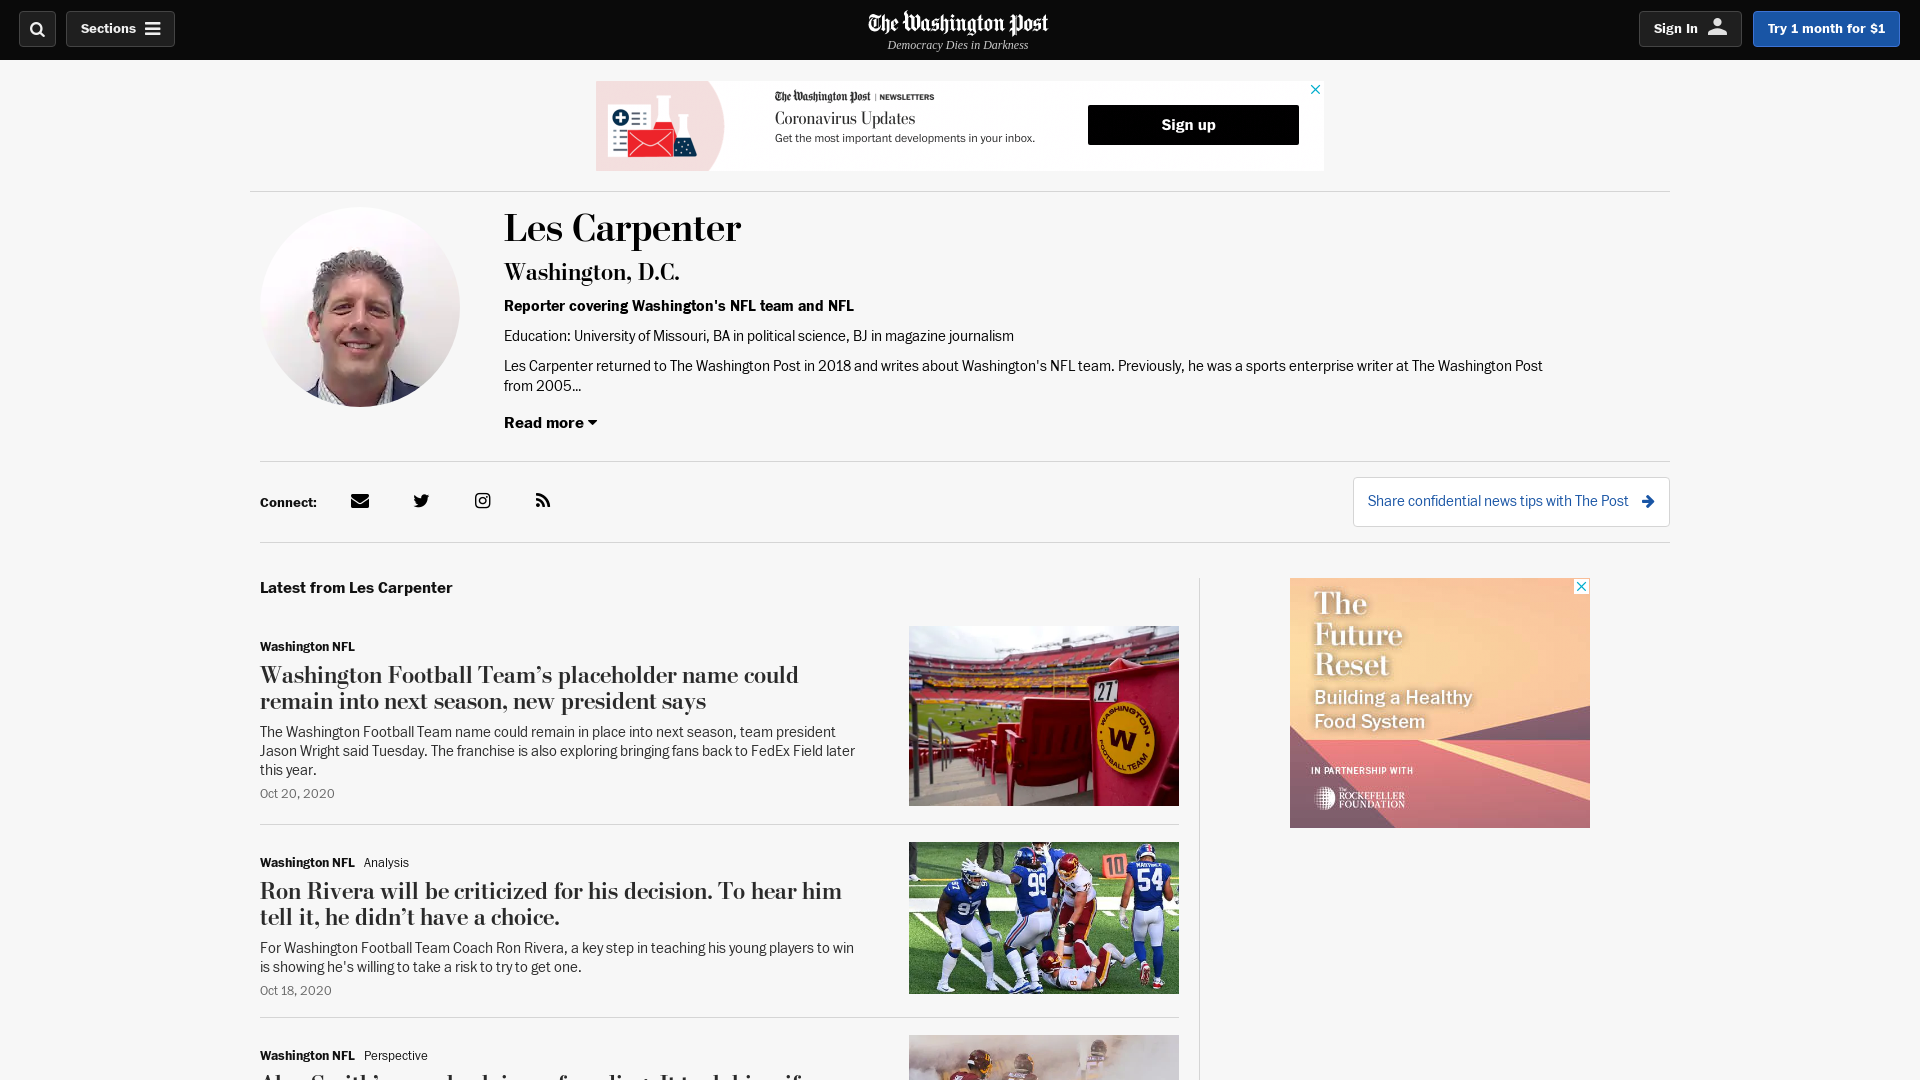 Sections
The Washington Post
Democracy Dies in Darkness
Sign In
Try 1 month for $1
The Washington Post | NEWSLETTERS
Coronavirus Updates
Get the most important developments in your inbox.
Sign up
Les Carpenter
Washington, D.C.
Reporter covering Washington's NFL team and NFL
Education: University of Missouri, BA in political science, BJ in magazine journalism
Les Carpenter returned to The Washington Post in 2018 and writes about Washington's NFL team. Previously, he was a sports enterprise writer at The Washington Post
from 2005...
Read more
Connect:
Share confidential news tips with The Post
Latest from Les Carpenter
Washington NFL
Washington Football Team’s placeholder name could
remain into next season, new president says
The Washington Football Team name could remain in place into next season, team president
Jason Wright said Tuesday. The franchise is also exploring bringing fans back to FedEx Field later
this year.
Oct 20, 2020
27
WASHINGTON
W
FOOTBALL TEAM
The
Future
Reset
Building a Healthy
Food System
IN PARTNERSHIP WITH
The
ROCKEFELLER
FOUNDATION
Washington NFL Analysis
Ron Rivera will be criticized for his decision. To hear him
tell it, he didn’t have a choice.
For Washington Football Team Coach Ron Rivera, a key step in teaching his young players to win
is showing he's willing to take a risk to try to get one.
Oct 18, 2020
97
99
10
MARTINEZ
54
8
Washington NFL Perspective